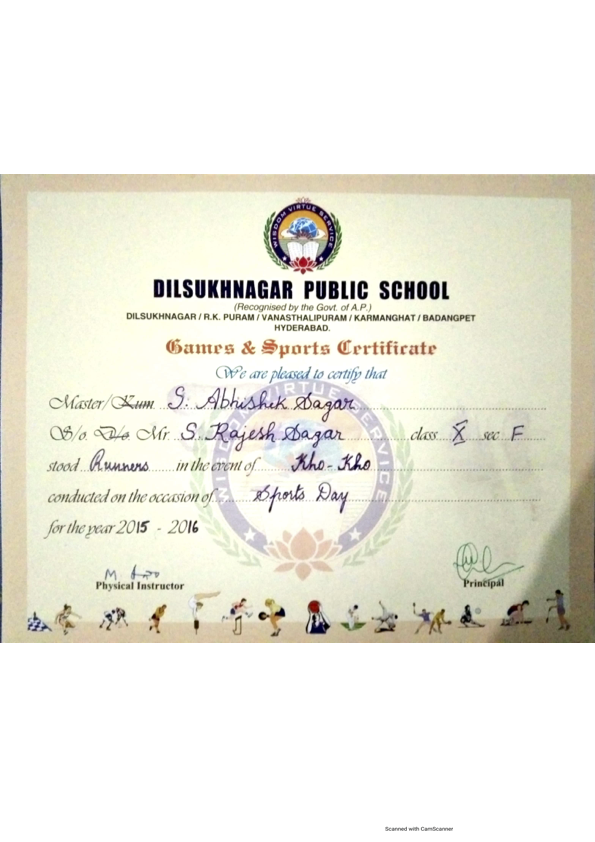 WISDOM VIRTUE SERVICE
DILSUKHNAGAR PUBLIC SCHOOL
(Recognised by the Govt. of A.P.)
DILSUKHNAGAR / R.K. PURAM / VANASTHALIPURAM / KARMANGHAT / BADANGPET
HYDERABAD.
Games & Sports Certificate
We are pleased to certify that
Master/Kum S. Abhishek Sagar
S/o. D/o. Mr. S. Rajesh Sagar class X sec F
stood Runners in the event of Kho-Kho
conducted on the occasion of Sports Day
for the year 2015 - 2016
Physical Instructor Principal
Scanned with CamScanner